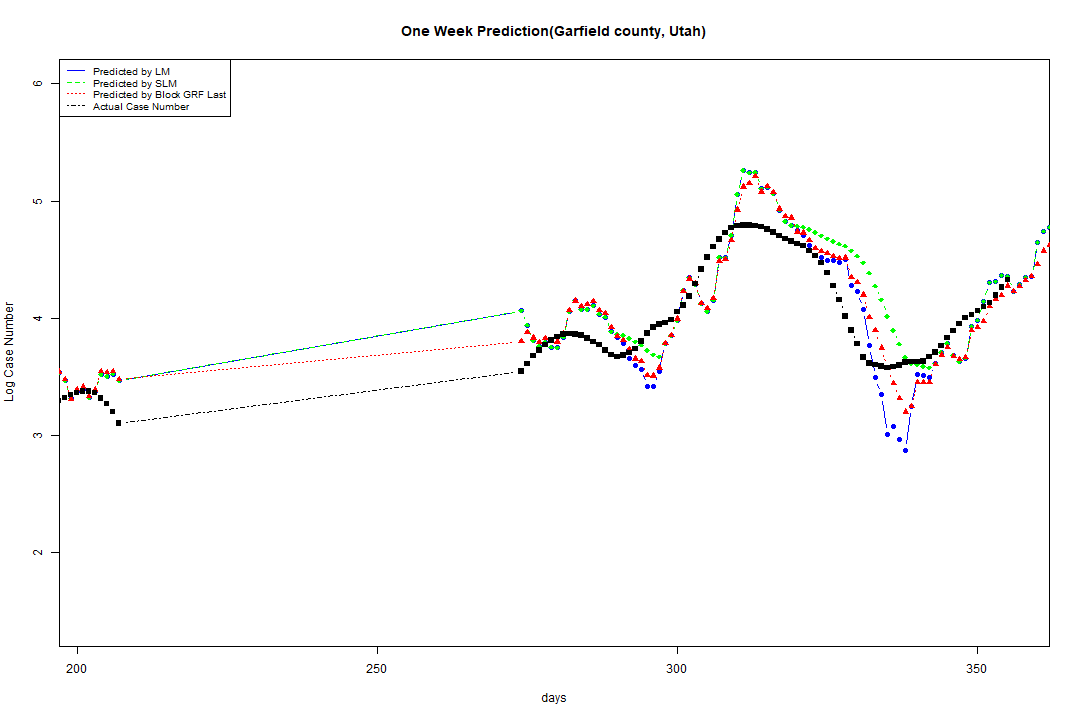 One Week Prediction(Garfield county, Utah)
Predicted by LM
Predicted by SLM
Predicted by Block GRF Last
Actual Case Number
Log Case Number
6
5
4
3
2
200 250 300 350
days